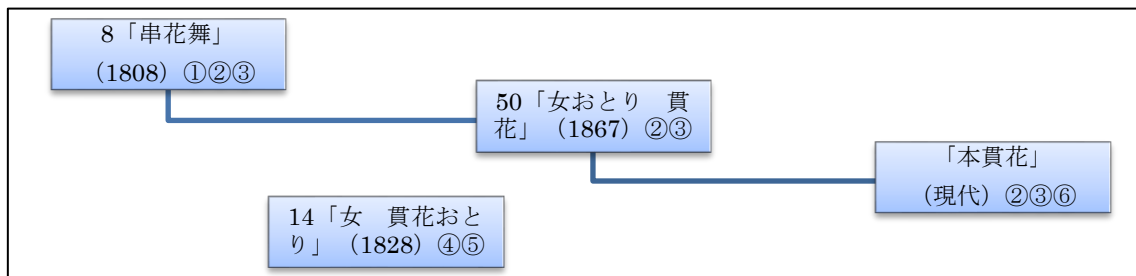 8「串花舞」
（1808）①②③
50「女おとり　貫
花」（1867）②③
「本貫花」
（現代）②③⑥
14「女　貫花おと
り」（1828）④⑤